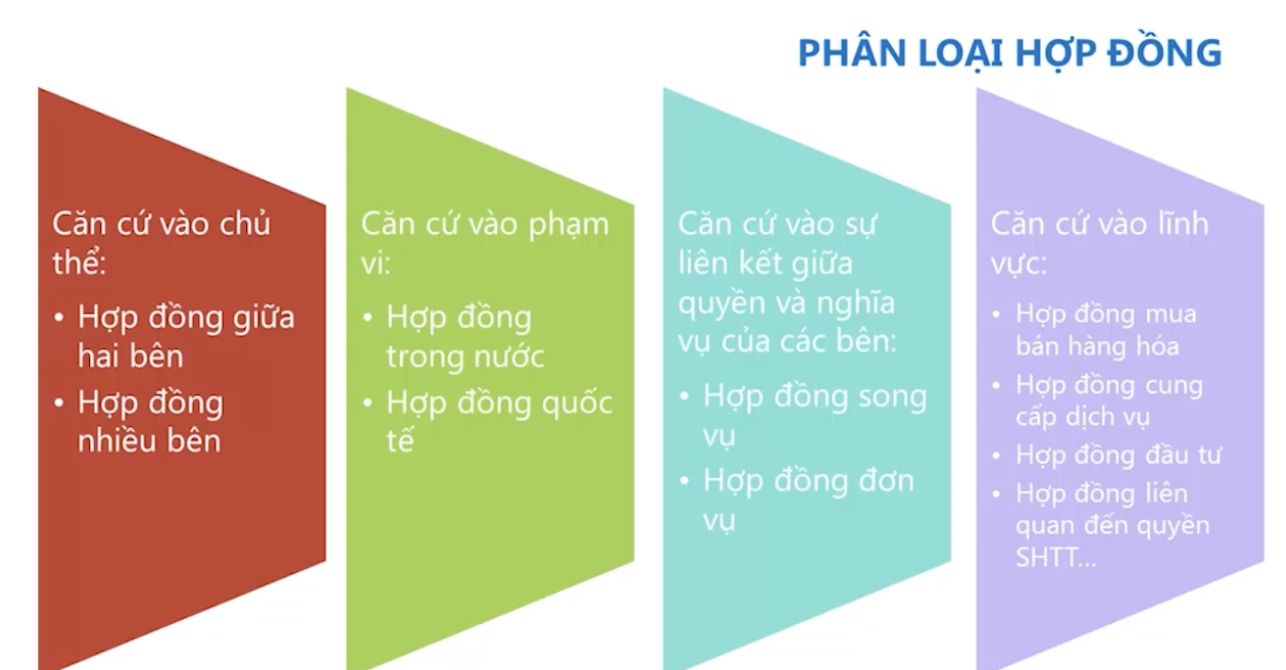 PHÂN LOẠI HỢP ĐỒNG
Căn cứ vào chủ
thể:
• Hợp đồng giữa
hai bên
• Hợp đồng
nhiều bên
Căn cứ vào phạm
vi:
• Hợp đồng
trong nước
• Hợp đồng quốc
tế
Căn cứ vào sự
liên kết giữa
quyền và nghĩa
vụ của các bên:
• Hợp đồng song
vụ
• Hợp đồng đơn
vụ
Căn cứ vào lĩnh
vực:
• Hợp đồng mua
bán hàng hóa
• Hợp đồng cung
cấp dịch vụ
• Hợp đồng đầu tư
• Hợp đồng liên
quan đến quyền
SHTT...